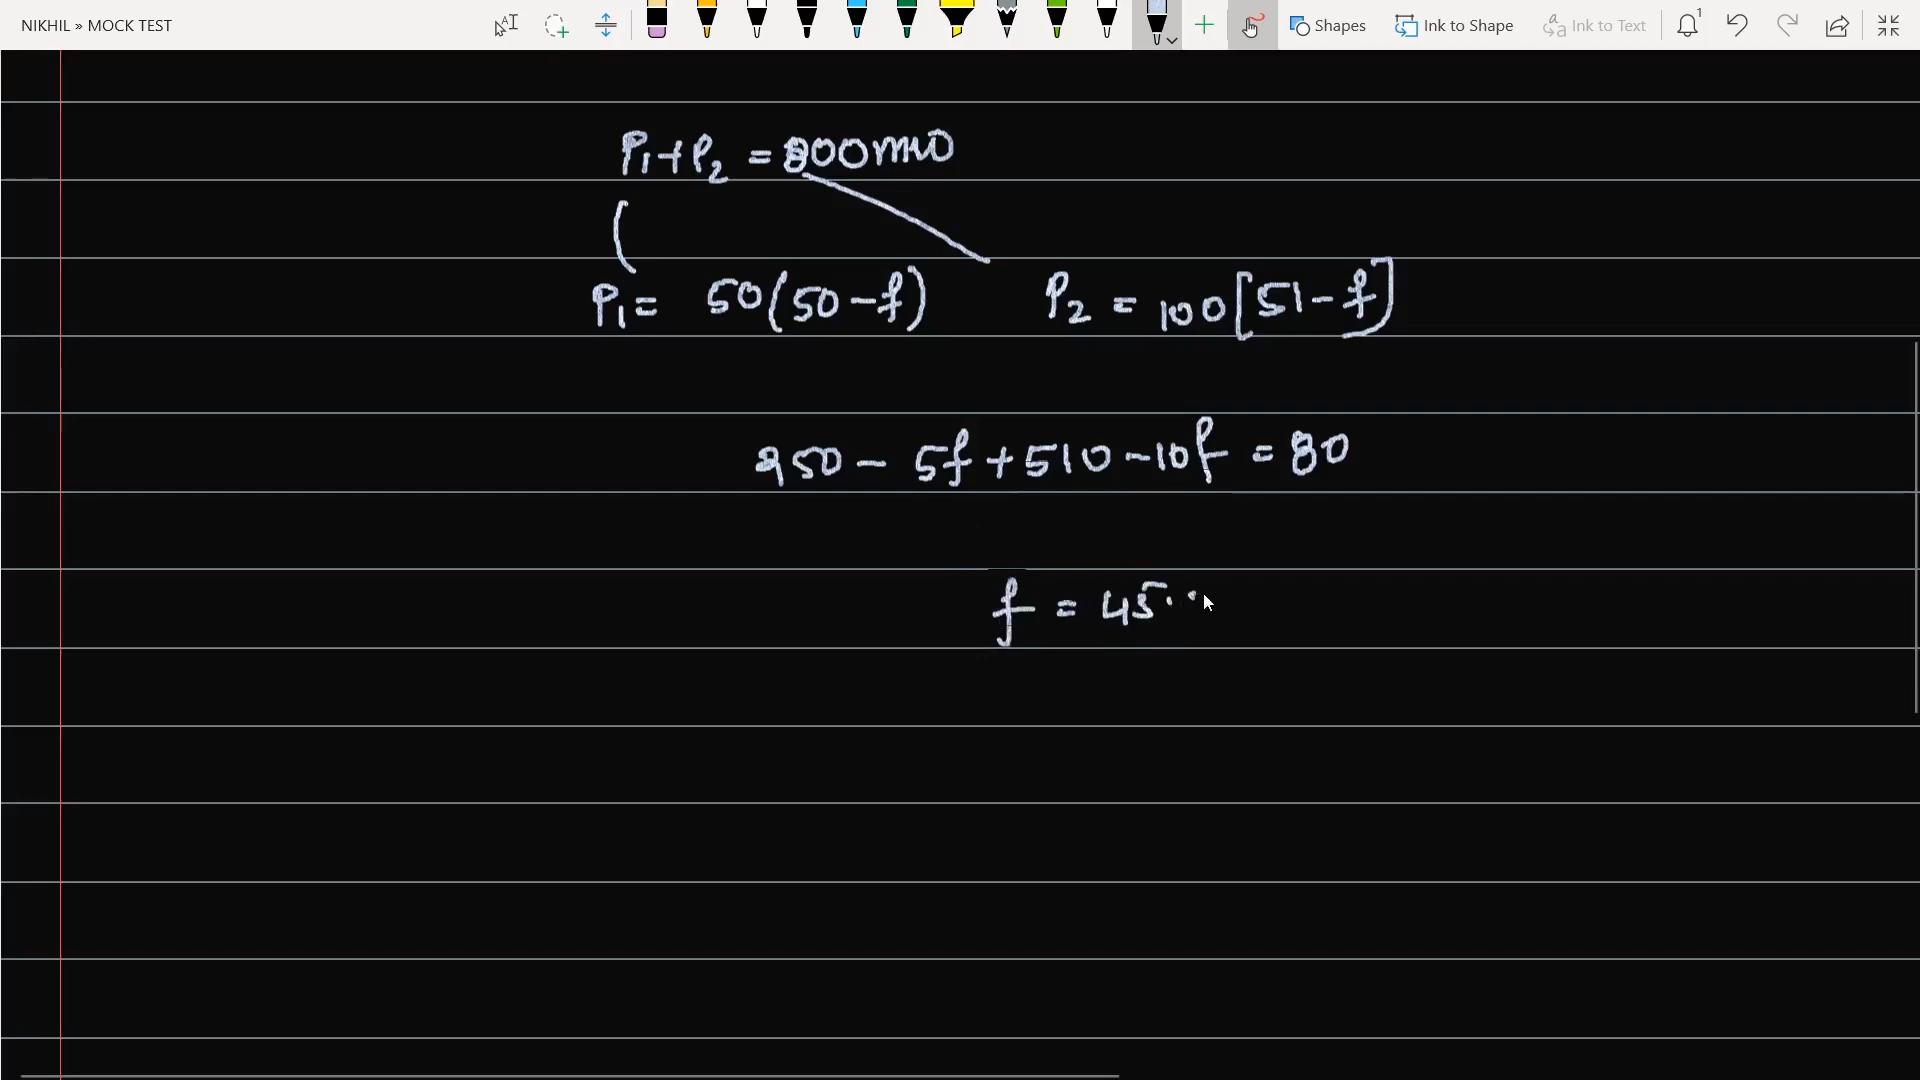 NIKHIL » MOCK TEST
Shapes
Ink to Shape
Ink to Text
1
P₁+P₂ = 800mw
P₁= 50(50-f)
P₂ = 100[51-f]
250 - 5f + 510 - 10f = 80
f = 45.